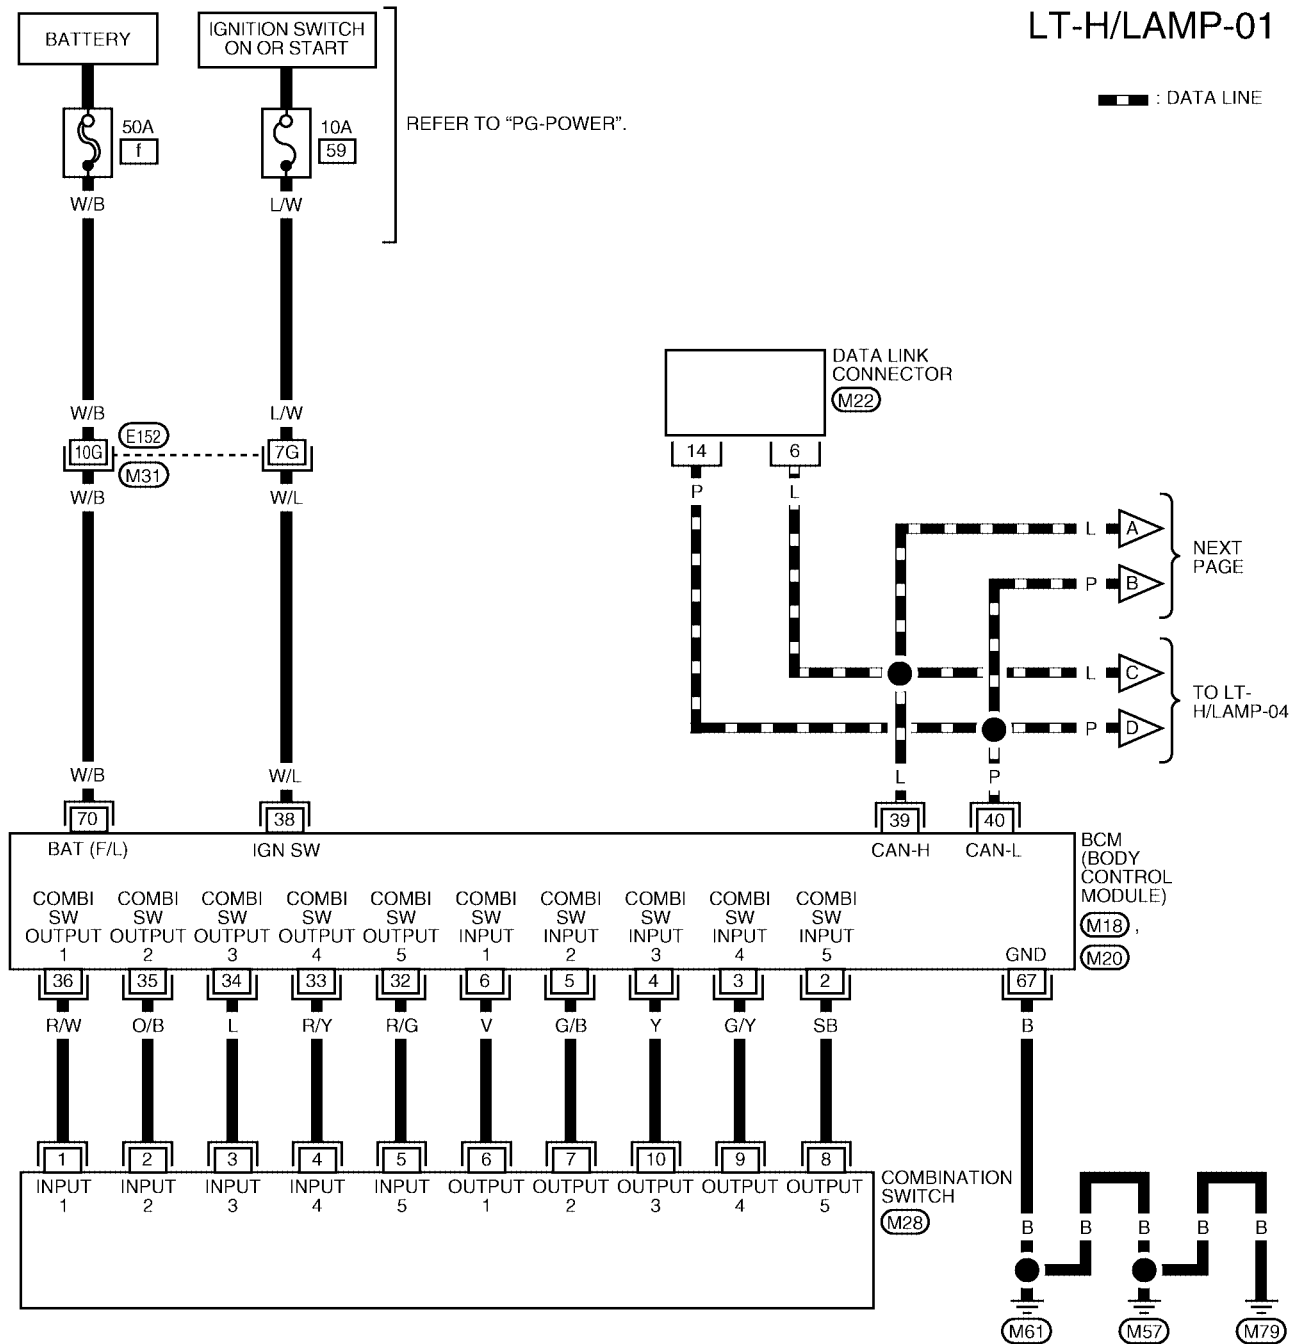 LT-H/LAMP-01
BATTERY
IGNITION SWITCH
ON OR START
: DATA LINE
50A
f
10A
59
REFER TO “PG-POWER”.
W/B
L/W
DATA LINK
CONNECTOR
M22
W/B
L/W
E152
10G
7G
M31
14
6
W/B
W/L
P
L
L
A
NEXT
PAGE
P
B
L
C
TO LT-
H/LAMP-04
P
D
W/B
W/L
L
P
70
38
39
40
BAT (F/L)
IGN SW
CAN-H
CAN-L
BCM
(BODY
CONTROL
MODULE)
M18 ,
M20
COMBI COMBI COMBI COMBI COMBI COMBI COMBI COMBI COMBI COMBI
SW SW SW SW SW SW SW SW SW SW
OUTPUT OUTPUT OUTPUT OUTPUT OUTPUT INPUT INPUT INPUT INPUT INPUT GND
1 2 3 4 5 1 2 3 4 5
36 35 34 33 32 6 5 4 3 2 67
R/W O/B L R/Y R/G V G/B Y G/Y SB B
1 2 3 4 5 6 7 10 9 8
INPUT INPUT INPUT INPUT INPUT OUTPUT OUTPUT OUTPUT OUTPUT OUTPUT
1 2 3 4 5 1 2 3 4 5
COMBINATION
SWITCH
M28
B B B B B
M61 M57 M79